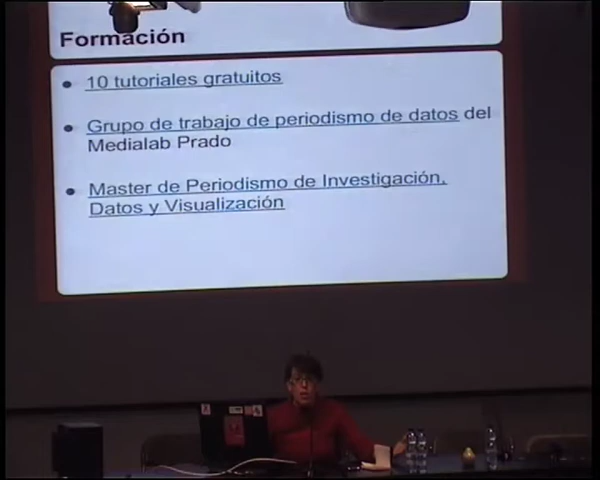 Formación
10 tutoriales gratuitos
Grupo de trabajo de periodismo de datos del
Medialab Prado
Master de Periodismo de Investigación,
Datos y Visualización